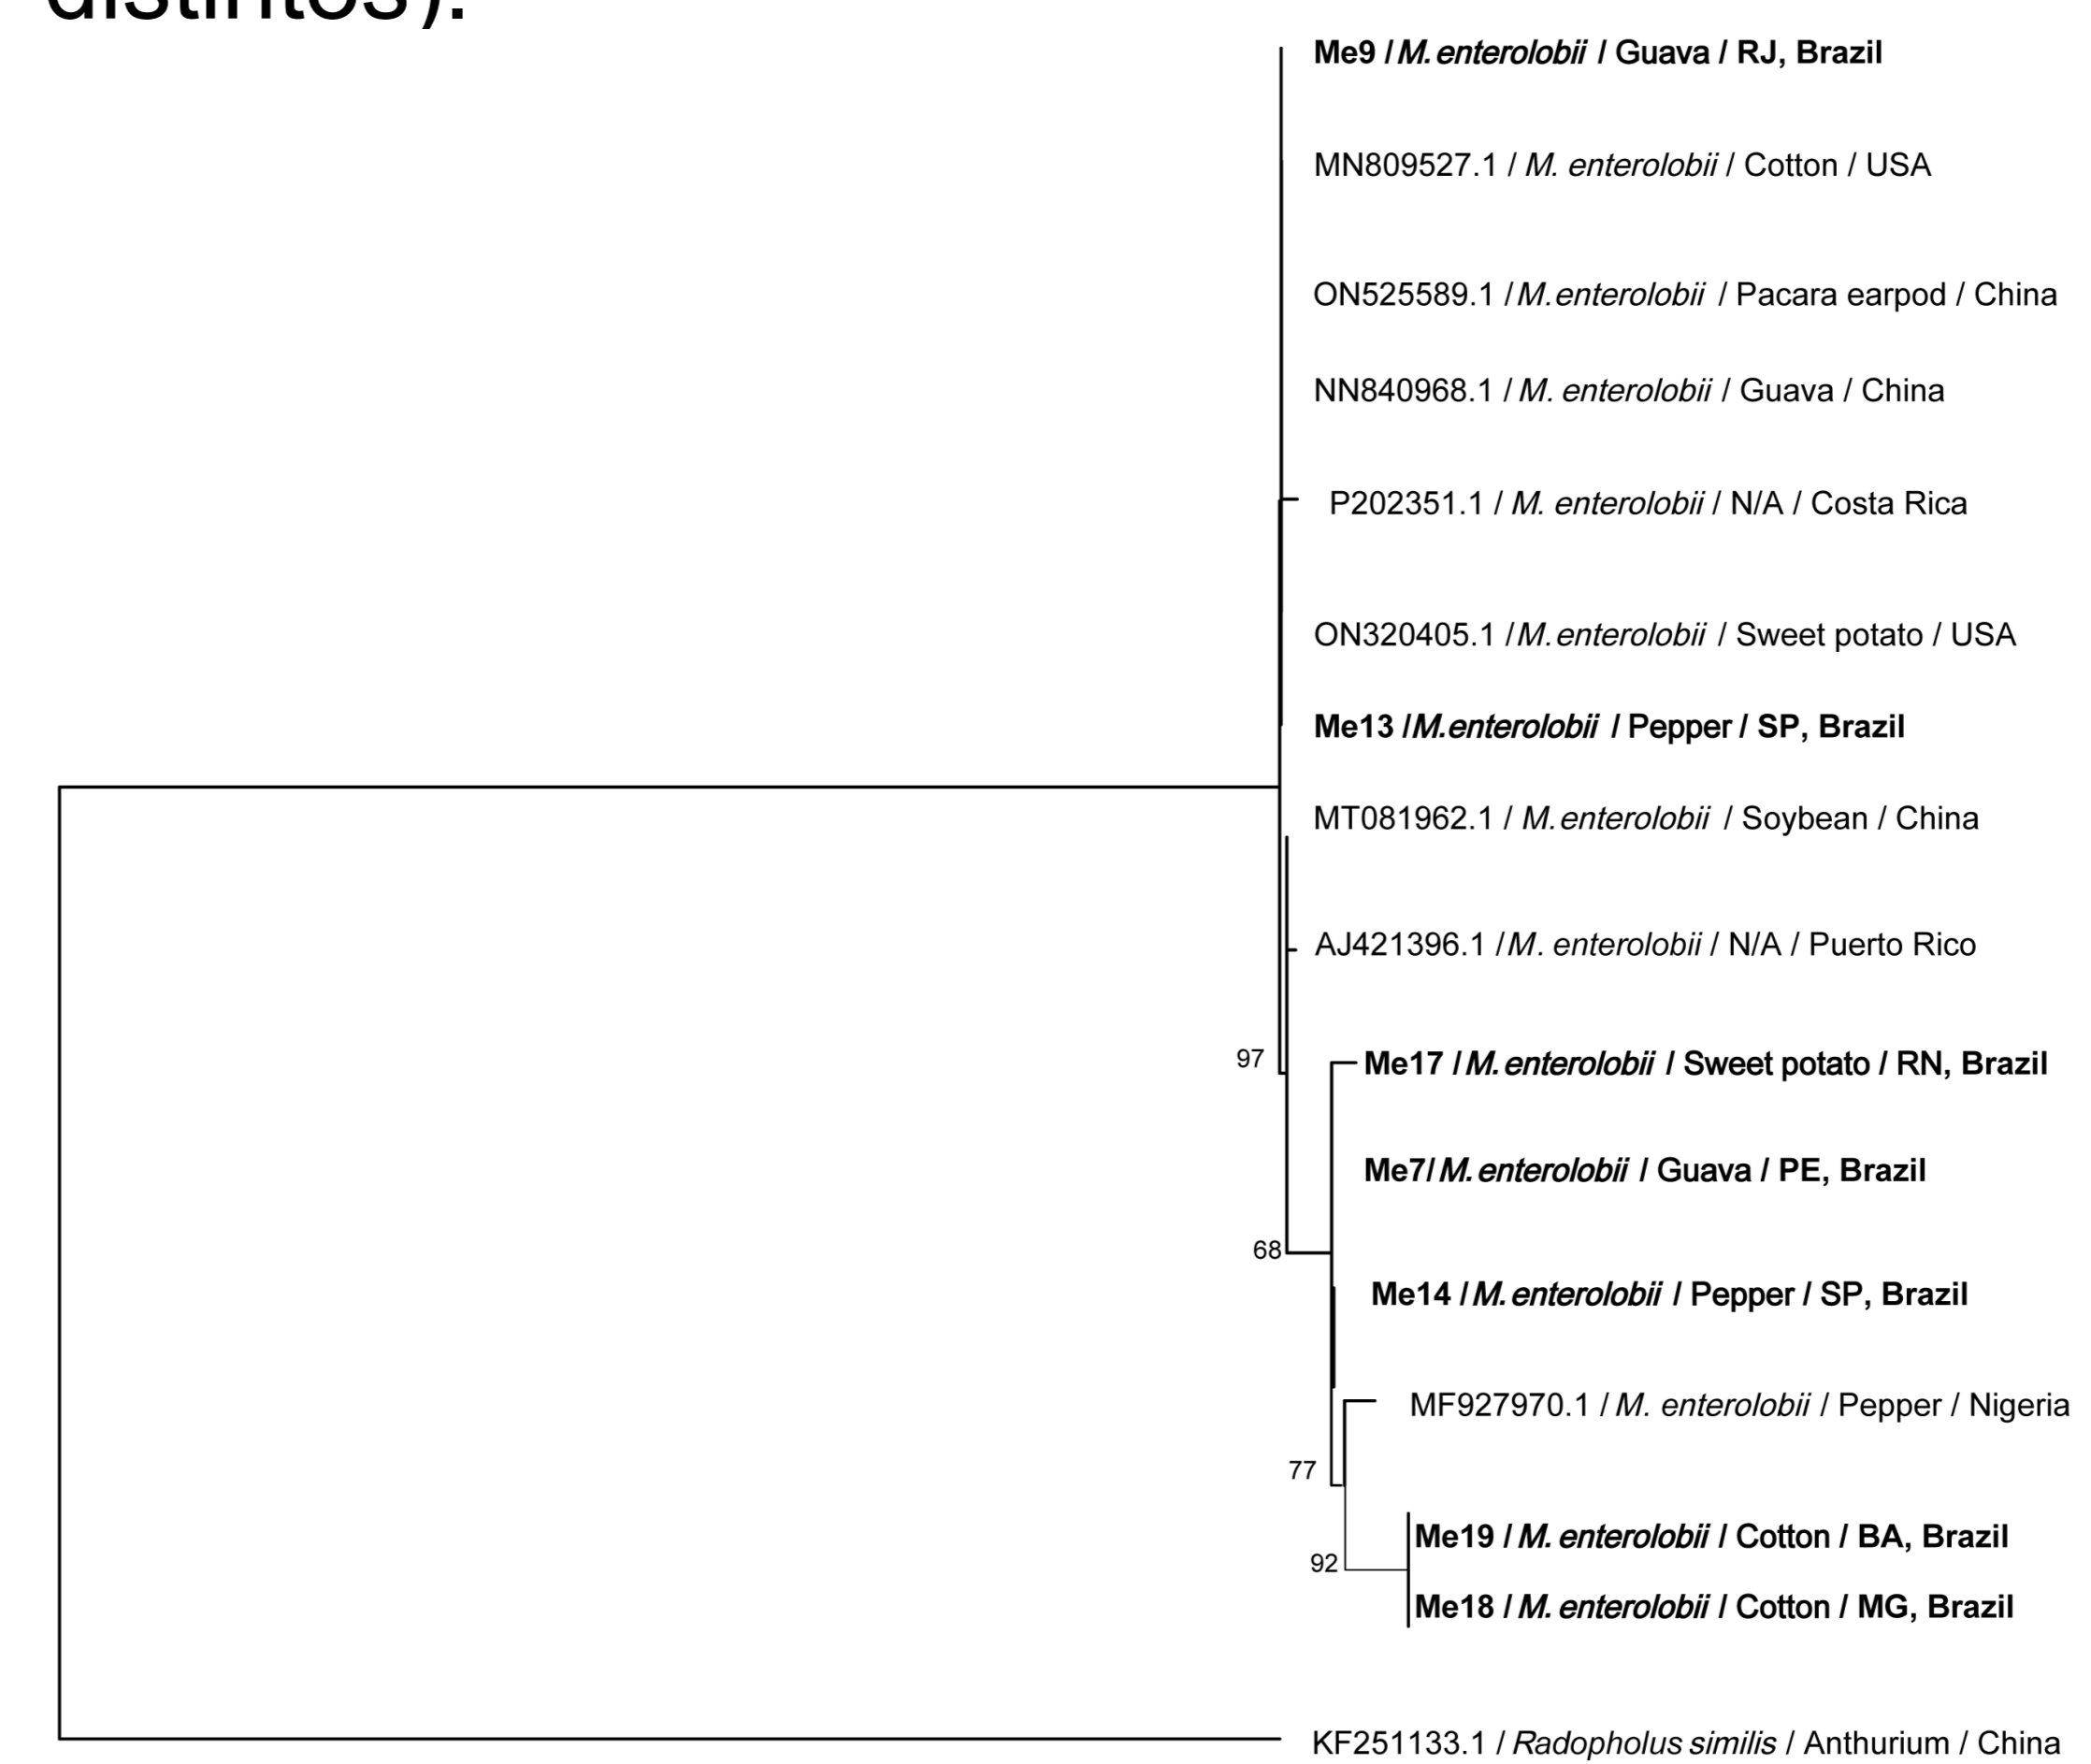 distintos).
Me9 / M. enterolobii / Guava / RJ, Brazil
MN809527.1 / M. enterolobii / Cotton / USA
ON525589.1 / M. enterolobii / Pacara earpod / China
NN840968.1 / M. enterolobii / Guava / China
P202351.1 / M. enterolobii / N/A / Costa Rica
ON320405.1 / M. enterolobii / Sweet potato / USA
Me13 / M. enterolobii / Pepper / SP, Brazil
MT081962.1 / M. enterolobii / Soybean / China
AJ421396.1 / M. enterolobii / N/A / Puerto Rico
97
Me17 / M. enterolobii / Sweet potato / RN, Brazil
Me7/ M. enterolobii / Guava / PE, Brazil
68
Me14 / M. enterolobii / Pepper / SP, Brazil
MF927970.1 / M. enterolobii / Pepper / Nigeria
77
Me19 / M. enterolobii / Cotton / BA, Brazil
92
Me18 / M. enterolobii / Cotton / MG, Brazil
KF251133.1 / Radopholus similis / Anthurium / China